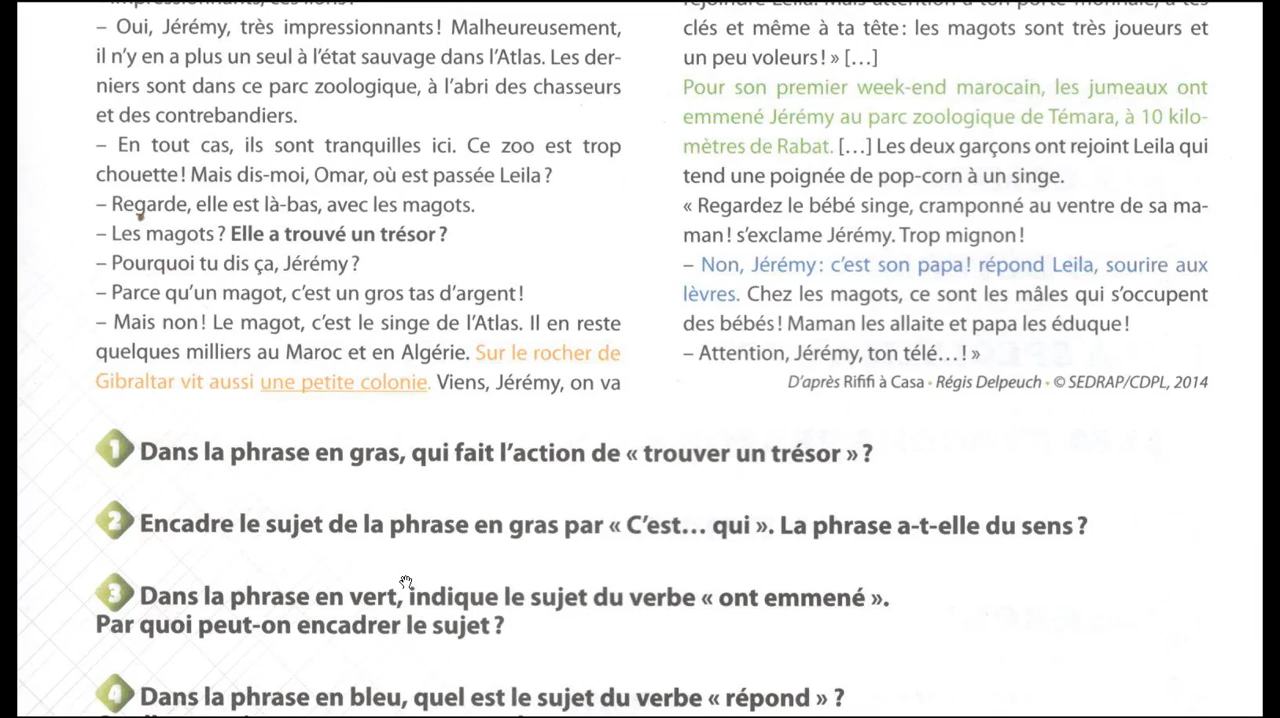 – Oui, Jérémy, très impressionnants ! Malheureusement,
il n’y en a plus un seul à l’état sauvage dans l’Atlas. Les der-
niers sont dans ce parc zoologique, à l’abri des chasseurs
et des contrebandiers.
– En tout cas, ils sont tranquilles ici. Ce zoo est trop
chouette ! Mais dis-moi, Omar, où est passée Leila ?
– Regarde, elle est là-bas, avec les magots.
– Les magots ? Elle a trouvé un trésor ?
– Pourquoi tu dis ça, Jérémy ?
– Parce qu’un magot, c’est un gros tas d’argent !
– Mais non ! Le magot, c’est le singe de l’Atlas. Il en reste
quelques milliers au Maroc et en Algérie. Sur le rocher de
Gibraltar vit aussi une petite colonie. Viens, Jérémy, on va
clés et même à ta tête : les magots sont très joueurs et
un peu voleurs ! » […]
Pour son premier week-end marocain, les jumeaux ont
emmené Jérémy au parc zoologique de Témara, à 10 kilo-
mètres de Rabat. […] Les deux garçons ont rejoint Leila qui
tend une poignée de pop-corn à un singe.
« Regardez le bébé singe, cramponné au ventre de sa ma-
man ! s’exclame Jérémy. Trop mignon !
– Non, Jérémy : c’est son papa ! répond Leila, sourire aux
lèvres. Chez les magots, ce sont les mâles qui s’occupent
des bébés ! Maman les allaite et papa les éduque !
– Attention, Jérémy, ton télé… ! »
D’après Rififi à Casa • Régis Delpeuch • © SEDRAP/CDPL, 2014
1 Dans la phrase en gras, qui fait l’action de « trouver un trésor » ?
2 Encadre le sujet de la phrase en gras par « C’est… qui ». La phrase a-t-elle du sens ?
3 Dans la phrase en vert, indique le sujet du verbe « ont emmené ».
Par quoi peut-on encadrer le sujet ?
4 Dans la phrase en bleu, quel est le sujet du verbe « répond » ?